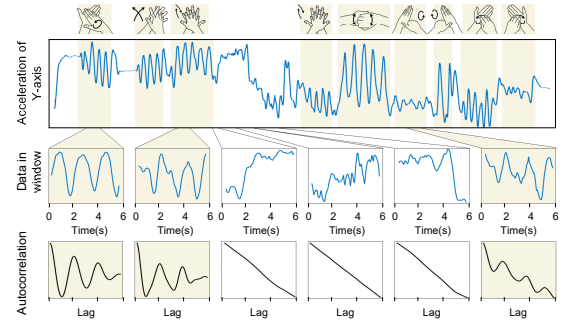 Acceleration of
Y-axis
Data in
window
0 2 4 6 0 2 4 6 0 2 4 6 0 2 4 6 0 2 4 6 0 2 4 6
Time(s) Time(s) Time(s) Time(s) Time(s) Time(s)
Autocorrelation
Lag Lag Lag Lag Lag Lag